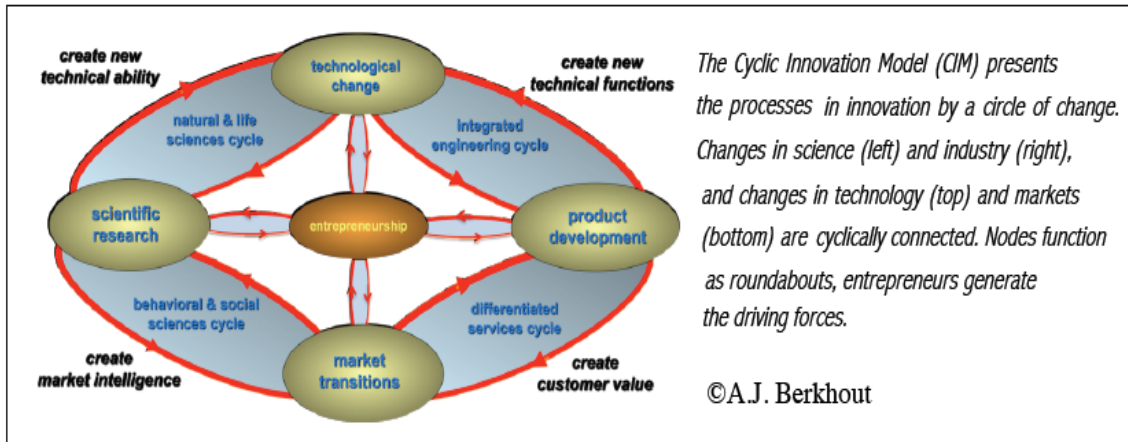 create new
technical ability
technological
change
create new
technical functions
natural & life
sciences cycle
integrated
engineering cycle
scientific
research
entrepreneurship
product
development
behavioral & social
sciences cycle
differentiated
services cycle
create
market intelligence
market
transitions
create
customer value
The Cyclic Innovation Model (CIM) presents
the processes in innovation by a circle of change.
Changes in science (left) and industry (right),
and changes in technology (top) and markets
(bottom) are cyclically connected. Nodes function
as roundabouts, entrepreneurs generate
the driving forces.
©A.J. Berkhout